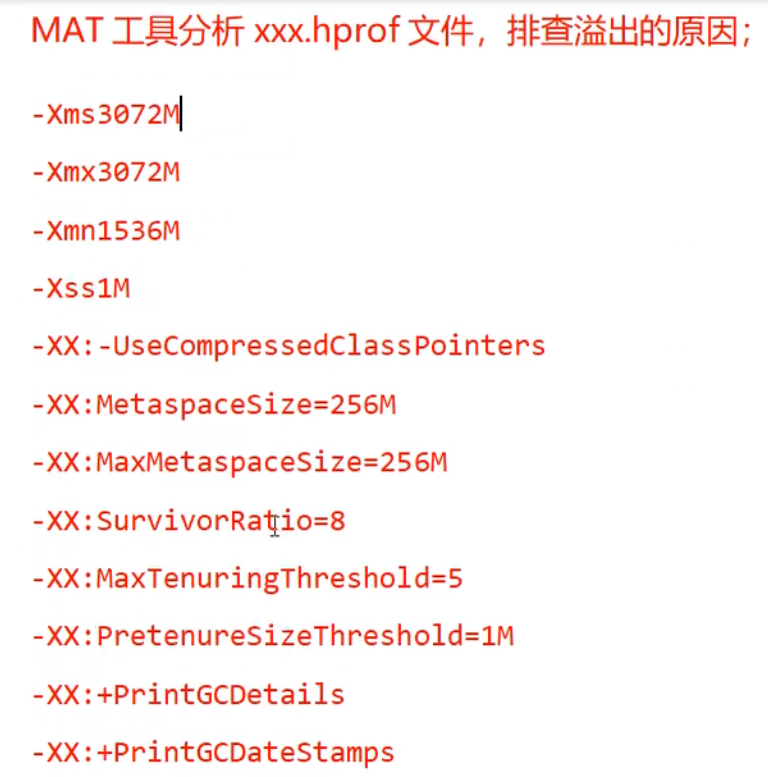 MAT 工具分析 xxx.hprof 文件，排查溢出的原因；
-Xms3072M
-Xmx3072M
-Xmn1536M
-Xss1M
-XX:-UseCompressedClassPointers
-XX:MetaspaceSize=256M
-XX:MaxMetaspaceSize=256M
-XX:SurvivorRatio=8
-XX:MaxTenuringThreshold=5
-XX:PretenureSizeThreshold=1M
-XX:+PrintGCDetails
-XX:+PrintGCDateStamps